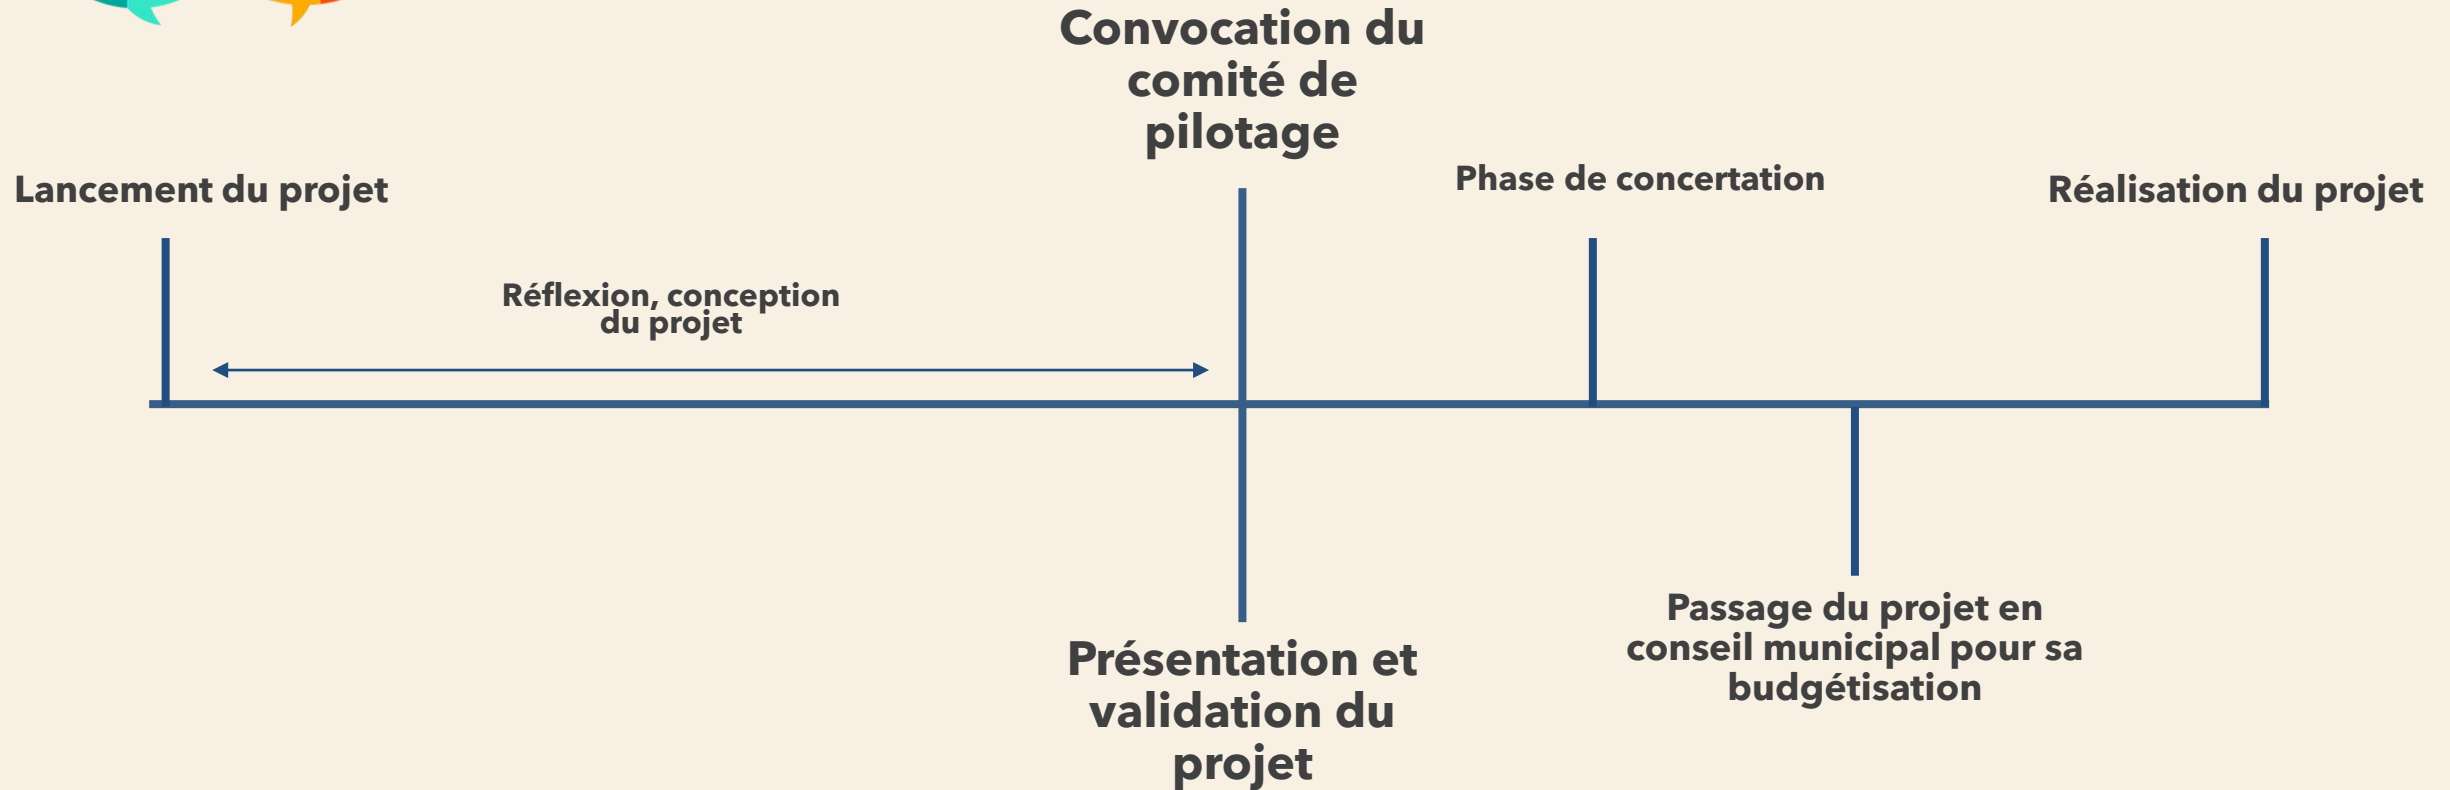 Convocation du
comité de
pilotage
Lancement du projet
Phase de concertation
Réalisation du projet
Réflexion, conception
du projet
Présentation et
validation du
projet
Passage du projet en
conseil municipal pour sa
budgétisation